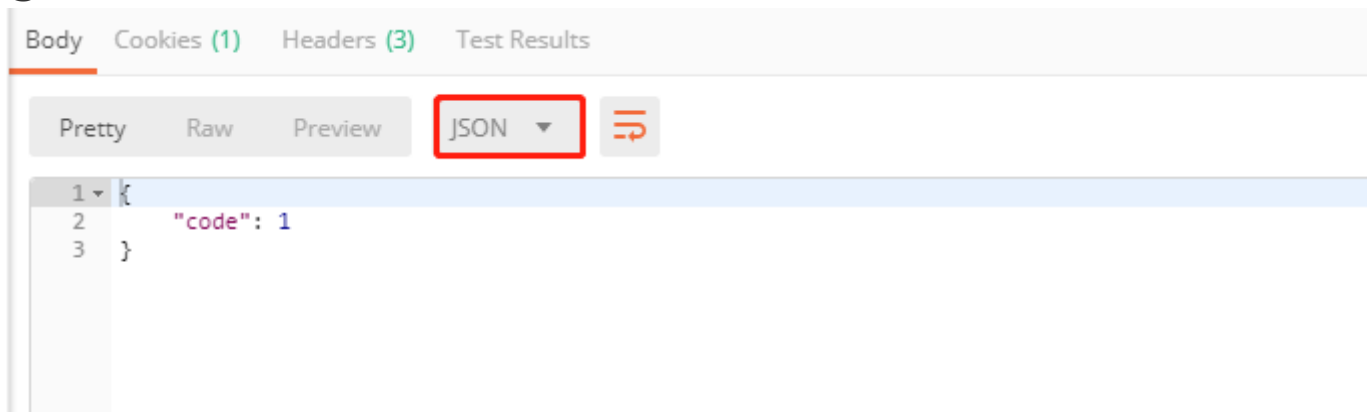 Body Cookies (1) Headers (3) Test Results
Pretty Raw Preview JSON
1 {
2 "code": 1
3 }